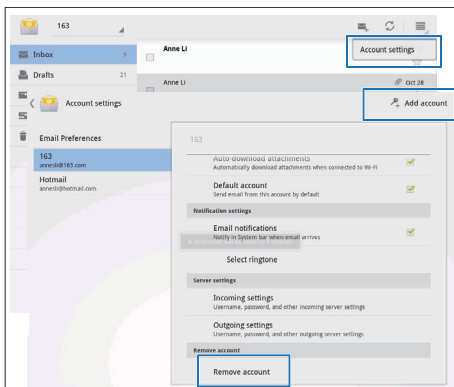 163
Account settings
Inbox
9
Anne Li
Drafts
21
Anne Li
Oct 28
Account settings
Add account
Email Preferences
163
annesli@163.com
Hotmail
annesli@hotmail.com
163
Auto-download attachments
Automatically download attachments when connected to Wi-Fi
Default account
Send email from this account by default
Notification settings
Email notifications
Notify in System bar when email arrives
Select ringtone
Server settings
Incoming settings
Username, password, and other incoming server settings
Outgoing settings
Username, password, and other outgoing server settings
Remove account
Remove account